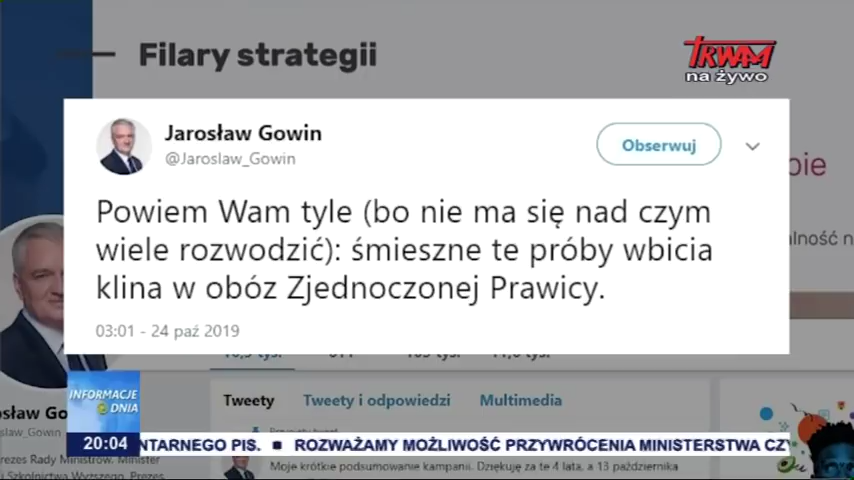 Filary strategii
TRWAM
na żywo
Jarosław Gowin
@Jaroslaw_Gowin
Obserwuj
Powiem Wam tyle (bo nie ma się nad czym
wiele rozwodzić): śmieszne te próby wbicia
klina w obóz Zjednoczonej Prawicy.
03:01 - 24 paź 2019
Tweety Tweety i odpowiedzi Multimedia
INFORMACJE
DNIA
20:04
NTARNEGO PIS. ■ ROZWAŻAMY MOŻLIWOŚĆ PRZYWRÓCENIA MINISTERSTWA
Moje krótkie podsumowanie kampanii. Dziękuję za te 4 lata, a 13 października